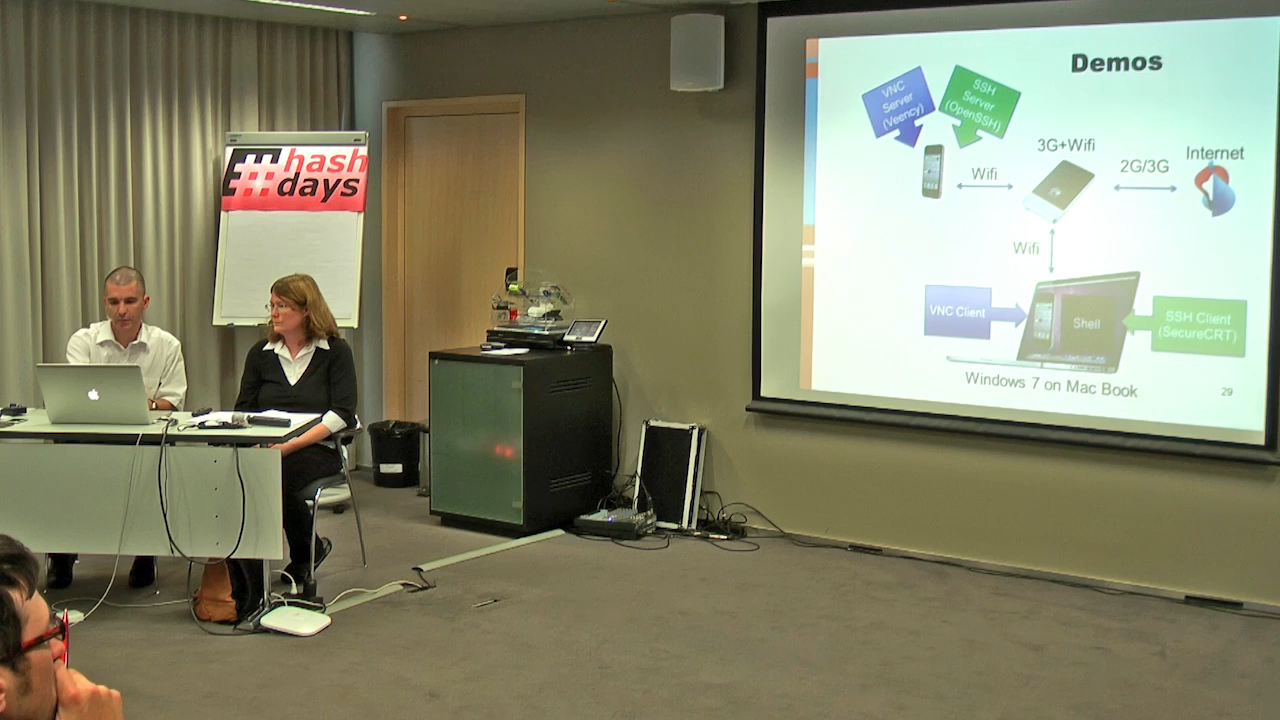 hash
days
Demos
VNC
Server
(Veency)
SSH
Server
(OpenSSH)
3G+Wifi
Wifi
2G/3G
Internet
Wifi
VNC Client
Shell
SSH Client
(SecureCRT)
Windows 7 on Mac Book
29